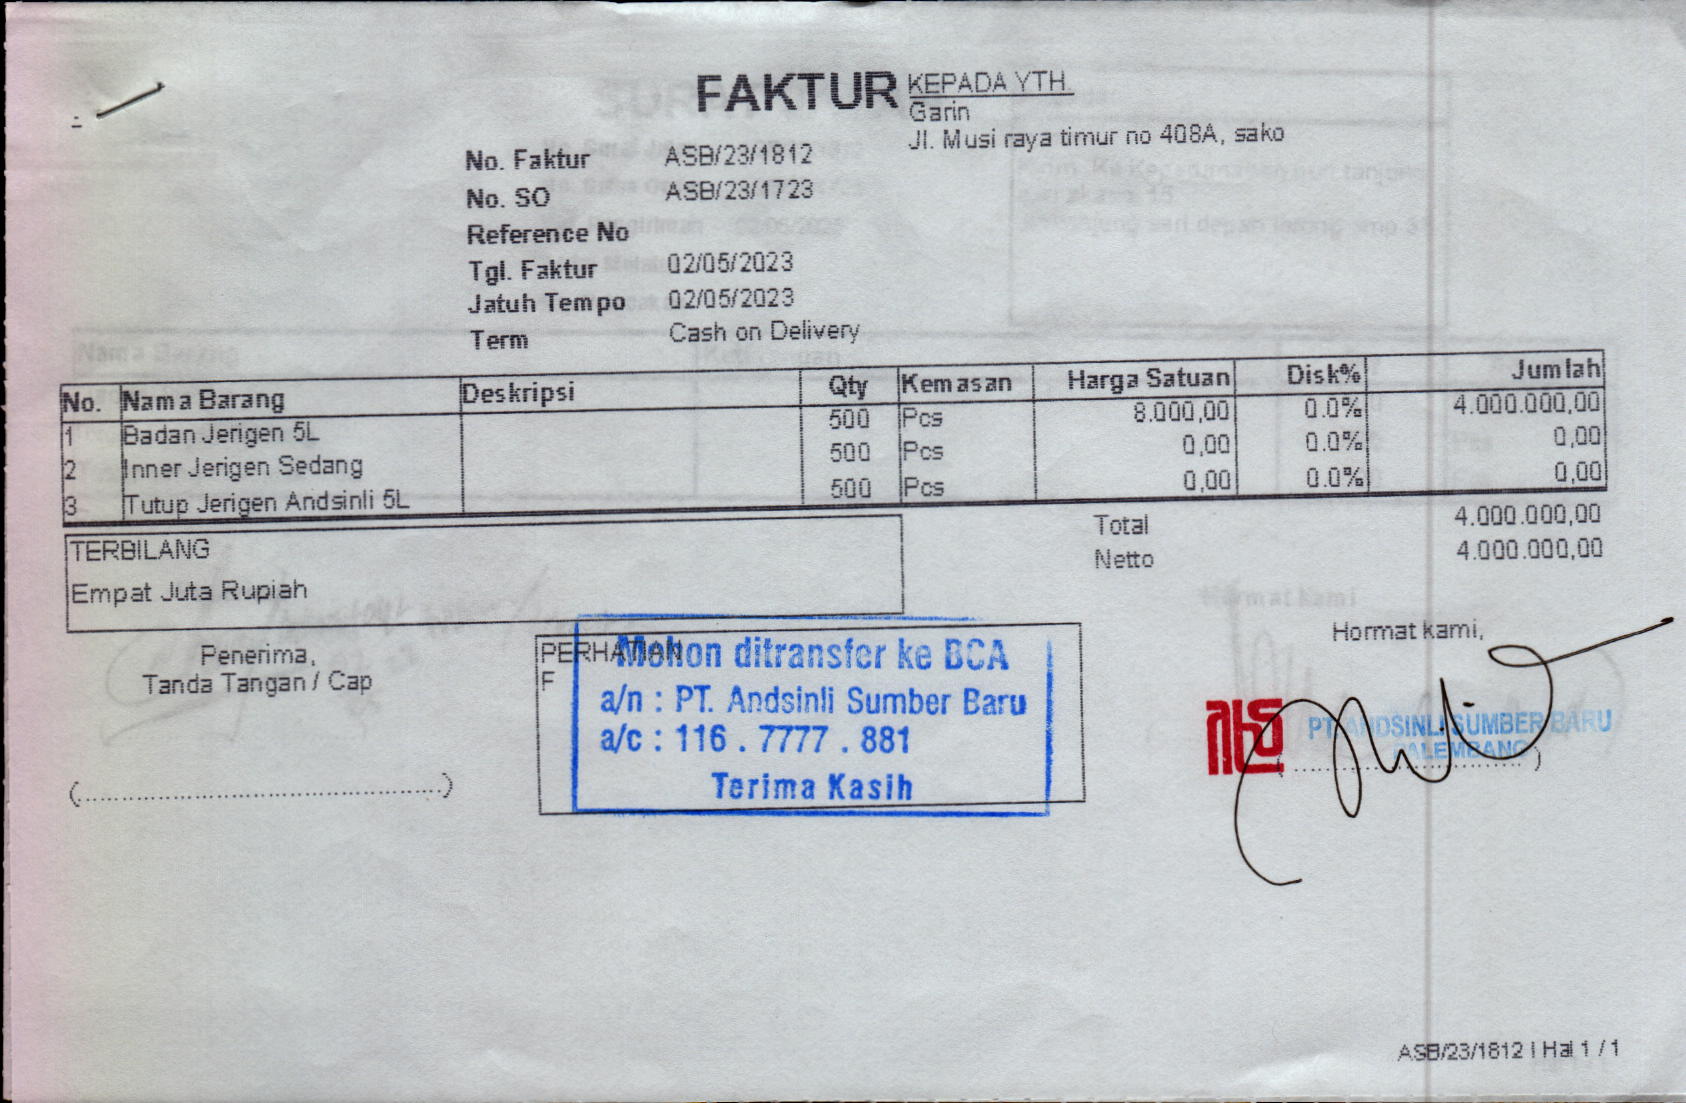 FAKTUR
KEPADA YTH.
Garin
Jl. Musi raya timur no 408A, sako
No. Faktur ASB/23/1812
No. SO ASB/23/1723
Reference No
Tgl. Faktur 02/05/2023
Jatuh Tempo 02/05/2023
Term Cash on Delivery
No. Nama Barang Deskripsi Qty Kemasan Harga Satuan Disk% Jumlah
1 Badan Jerigen 5L 500 Pcs 8.000,00 0.0% 4.000.000,00
2 Inner Jerigen Sedang 500 Pcs 0,00 0.0% 0,00
3 Tutup Jerigen Andsinli 5L 500 Pcs 0,00 0.0% 0,00
Total 4.000.000,00
Netto 4.000.000,00
TERBILANG
Empat Juta Rupiah
Penerima,
Tanda Tangan / Cap
(........................................)
PERHATIAN
F
Mohon ditransfer ke BCA
a/n : PT. Andsinli Sumber Baru
a/c : 116 . 7777 . 881
Terima Kasih
Hormat kami,
PT. ANDSINLI SUMBER BARU
PALEMBANG
ASB/23/1812 | Hal 1 / 1